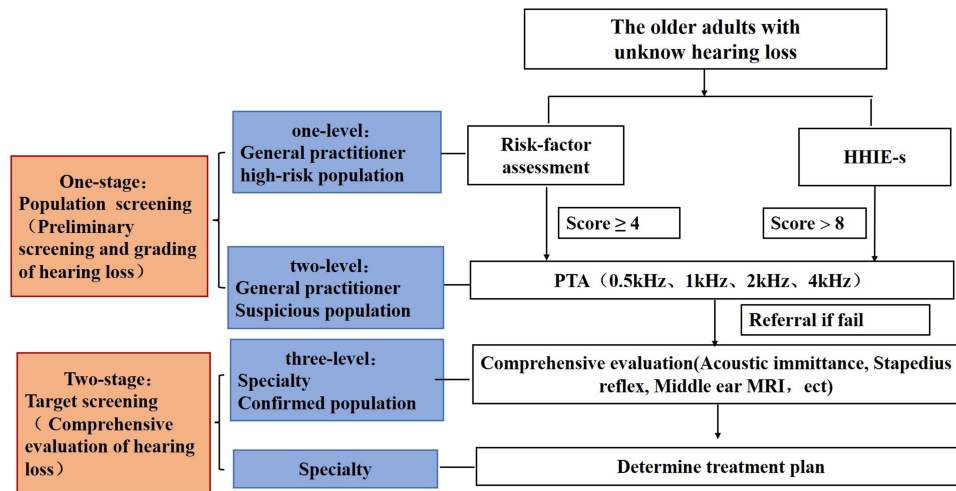 The older adults with
unknow hearing loss
one-level：
General practitioner
high-risk population
Risk-factor
assessment
HHIE-s
One-stage：
Population screening
（Preliminary
screening and grading
of hearing loss）
Score ≥ 4
Score > 8
two-level：
General practitioner
Suspicious population
PTA（0.5kHz、1kHz、2kHz、4kHz）
Referral if fail
Two-stage：
Target screening
（ Comprehensive
evaluation of hearing
loss）
three-level：
Specialty
Confirmed population
Comprehensive evaluation(Acoustic immittance, Stapedius
reflex, Middle ear MRI，ect)
Specialty
Determine treatment plan